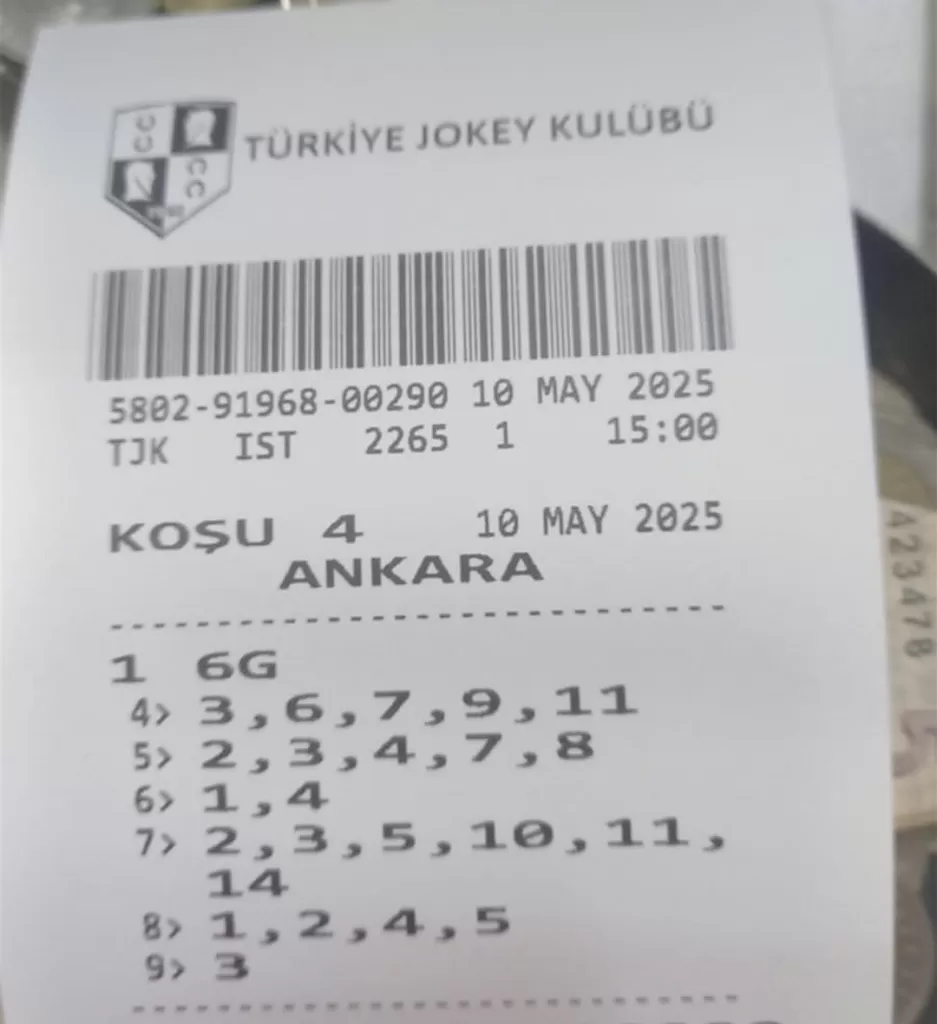 TÜRKİYE JOKEY KULÜBÜ
5802-91968-00290 10 MAY 2025
TJK IST 2265 1 15:00
KOŞU 4 10 MAY 2025
ANKARA
1 6G
4> 3,6,7,9,11
5> 2,3,4,7,8
6> 1,4
7> 2,3,5,10,11,
14
8> 1,2,4,5
9> 3
A23478